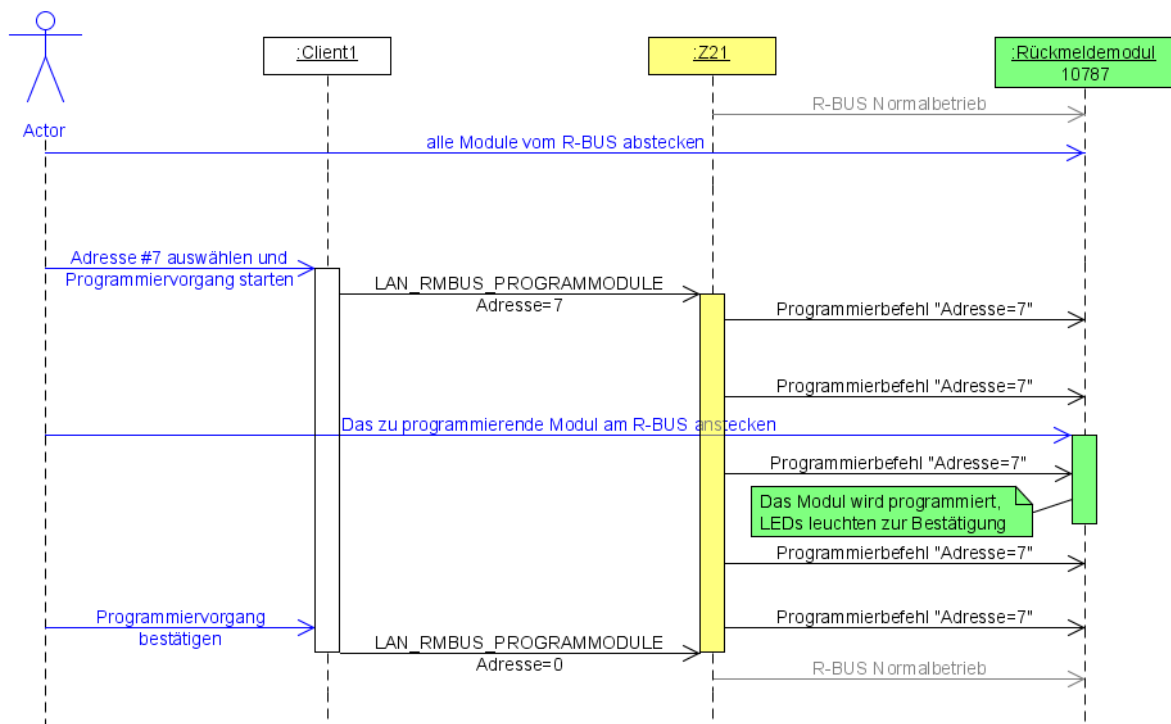 :Client1
:Z21
:Rückmeldemodul
10787
R-BUS Normalbetrieb
Actor
alle Module vom R-BUS abstecken
Adresse #7 auswählen und
Programmiervorgang starten
LAN_RMBUS_PROGRAMMODULE
Adresse=7
Programmierbefehl "Adresse=7"
Programmierbefehl "Adresse=7"
Das zu programmierende Modul am R-BUS anstecken
Programmierbefehl "Adresse=7"
Das Modul wird programmiert,
LEDs leuchten zur Bestätigung
Programmierbefehl "Adresse=7"
Programmiervorgang
bestätigen
Programmierbefehl "Adresse=7"
LAN_RMBUS_PROGRAMMODULE
Adresse=0
R-BUS Normalbetrieb